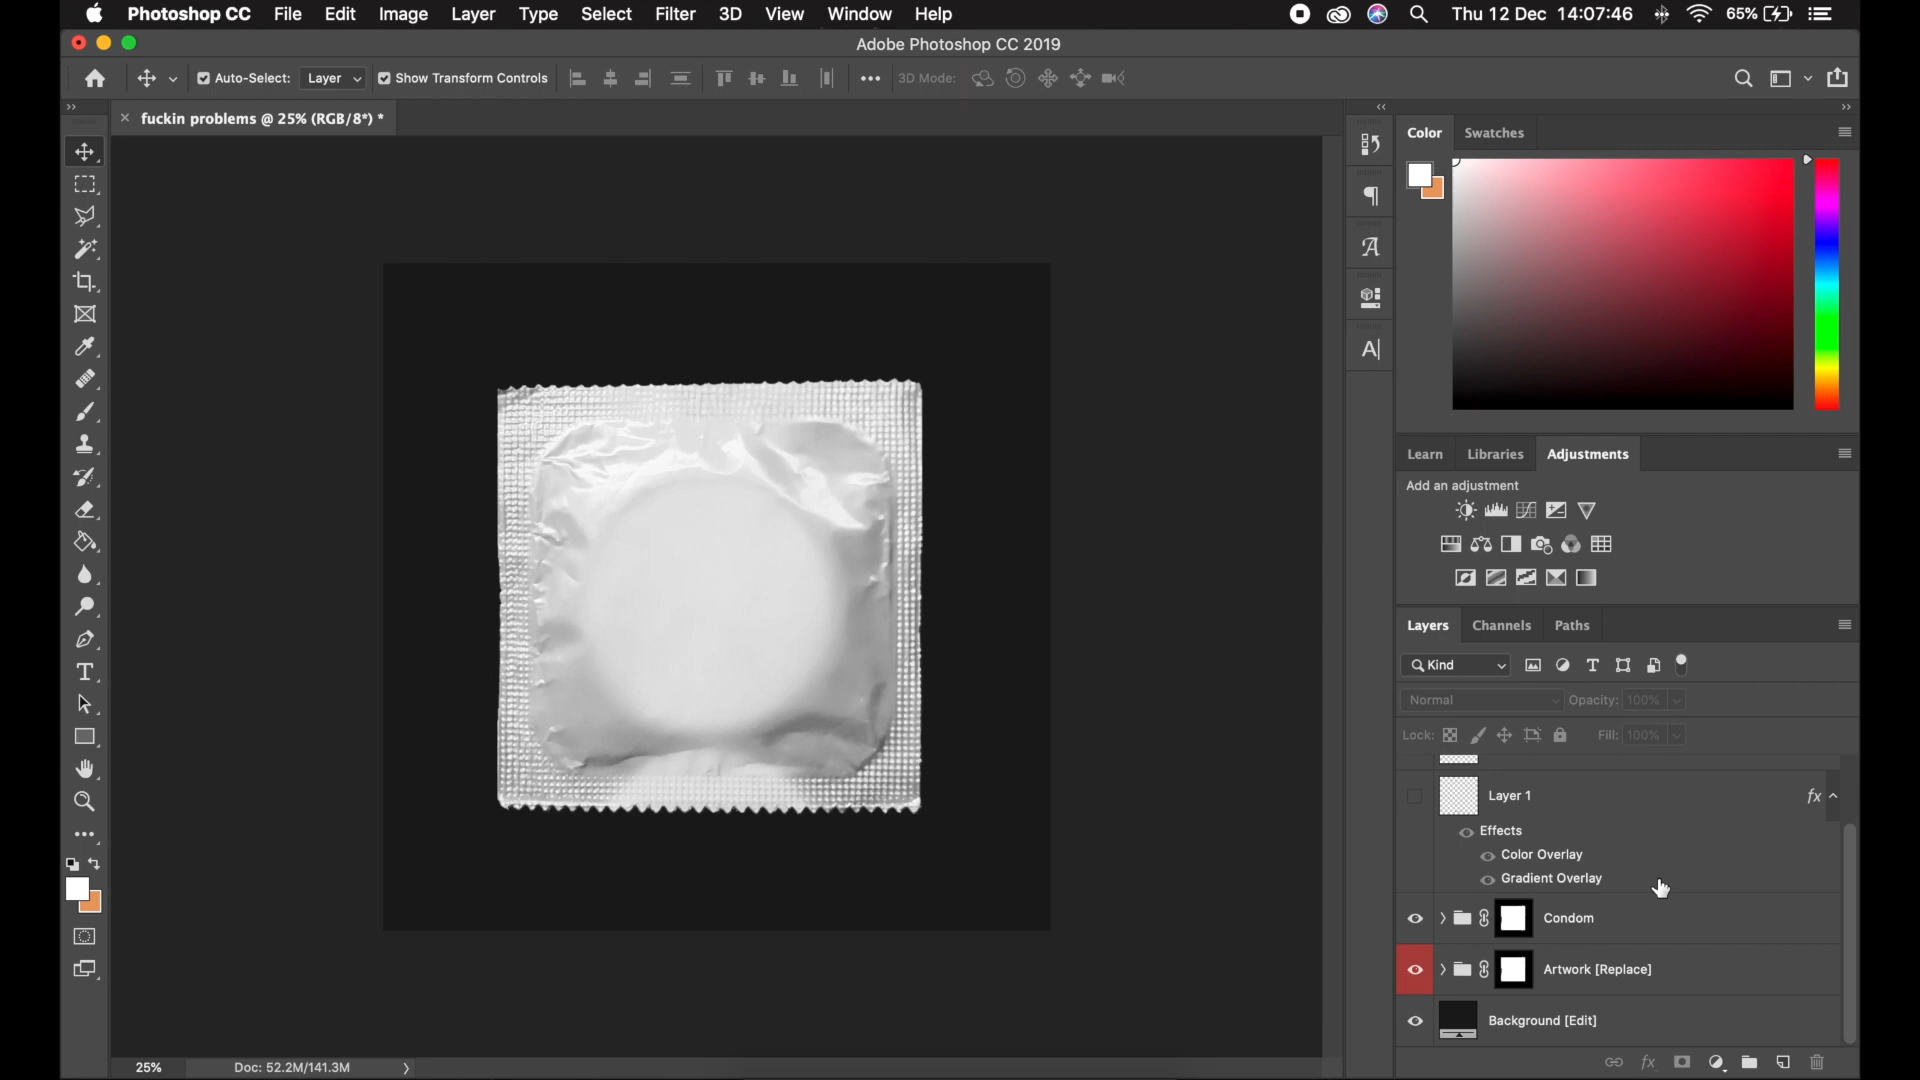 Photoshop CC File Edit Image Layer Type Select Filter 3D View Window Help Thu 12 Dec 14:07:46 65%
Adobe Photoshop CC 2019
Auto-Select: Layer Show Transform Controls 3D Mode:
fuckin problems @ 25% (RGB/8*) *
Color Swatches
Learn Libraries Adjustments
Add an adjustment
Layers Channels Paths
Kind
Normal Opacity: 100%
Lock: Fill: 100%
Layer 1 fx
Effects
Color Overlay
Gradient Overlay
Condom
Artwork [Replace]
Background [Edit]
25% Doc: 52.2M/141.3M